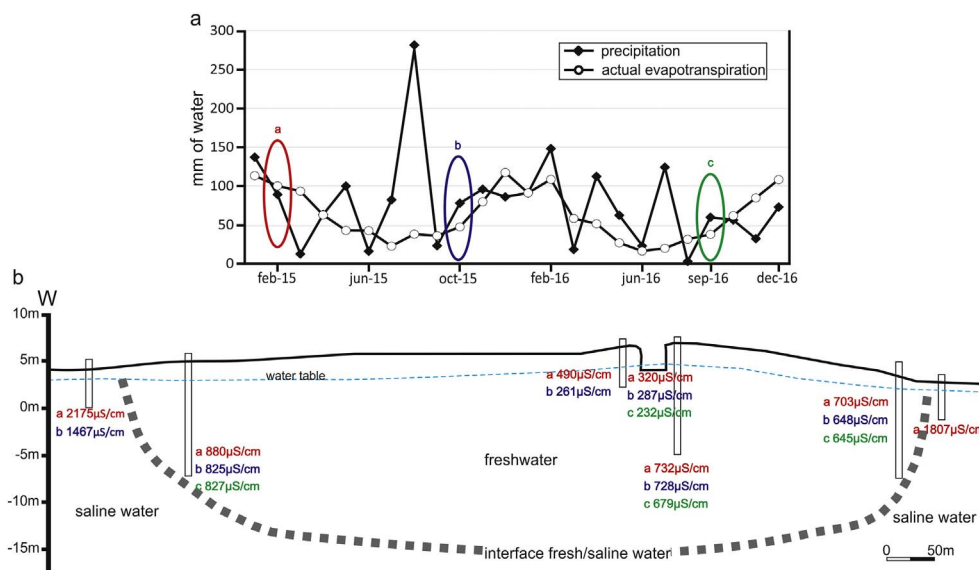 a
300
250
200
150
100
50
0
mm of water
precipitation
actual evapotranspiration
a
b
c
feb-15
jun-15
oct-15
feb-16
jun-16
sep-16
dec-16
b
W
10m
5m
0m
-5m
-10m
-15m
water table
a 2175µS/cm
b 1467µS/cm
a 880µS/cm
b 825µS/cm
c 827µS/cm
a 490µS/cm
b 261µS/cm
a 320µS/cm
b 287µS/cm
c 232µS/cm
a 732µS/cm
b 728µS/cm
c 679µS/cm
a 703µS/cm
b 648µS/cm
c 645µS/cm
a 1807µS/cm
freshwater
saline water
saline water
interface fresh/saline water
0 50m